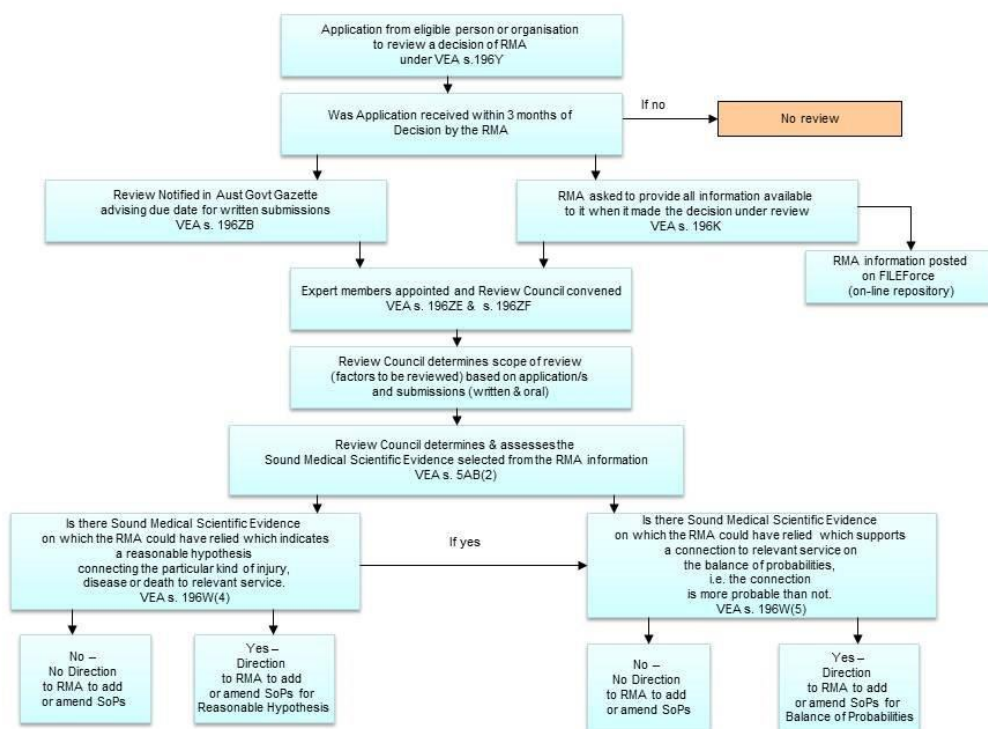 Application from eligible person or organisation
to review a decision of RMA
under VEA s.196Y
Was Application received within 3 months of
Decision by the RMA
If no
No review
Review Notified in Aust Govt Gazette
advising due date for written submissions
VEA s. 196ZB
RMA asked to provide all information available
to it when it made the decision under review
VEA s. 196K
RMA information posted
on FILEForce
(on-line repository)
Expert members appointed and Review Council convened
VEA s. 196ZE & s. 196ZF
Review Council determines scope of review
(factors to be reviewed) based on application/s
and submissions (written & oral)
Review Council determines & assesses the
Sound Medical Scientific Evidence selected from the RMA information
VEA s. 5AB(2)
Is there Sound Medical Scientific Evidence
on which the RMA could have relied which indicates
a reasonable hypothesis
connecting the particular kind of injury,
disease or death to relevant service.
VEA s. 196W(4)
If yes
Is there Sound Medical Scientific Evidence
on which the RMA could have relied which supports
a connection to relevant service on
the balance of probabilities,
i.e. the connection
is more probable than not.
VEA s. 196W(5)
No –
No Direction
to RMA to add
or amend SoPs
Yes –
Direction
to RMA to add
or amend SoPs for
Reasonable Hypothesis
No –
No Direction
to RMA to add
or amend SoPs
Yes –
Direction
to RMA to add
or amend SoPs for
Balance of Probabilities